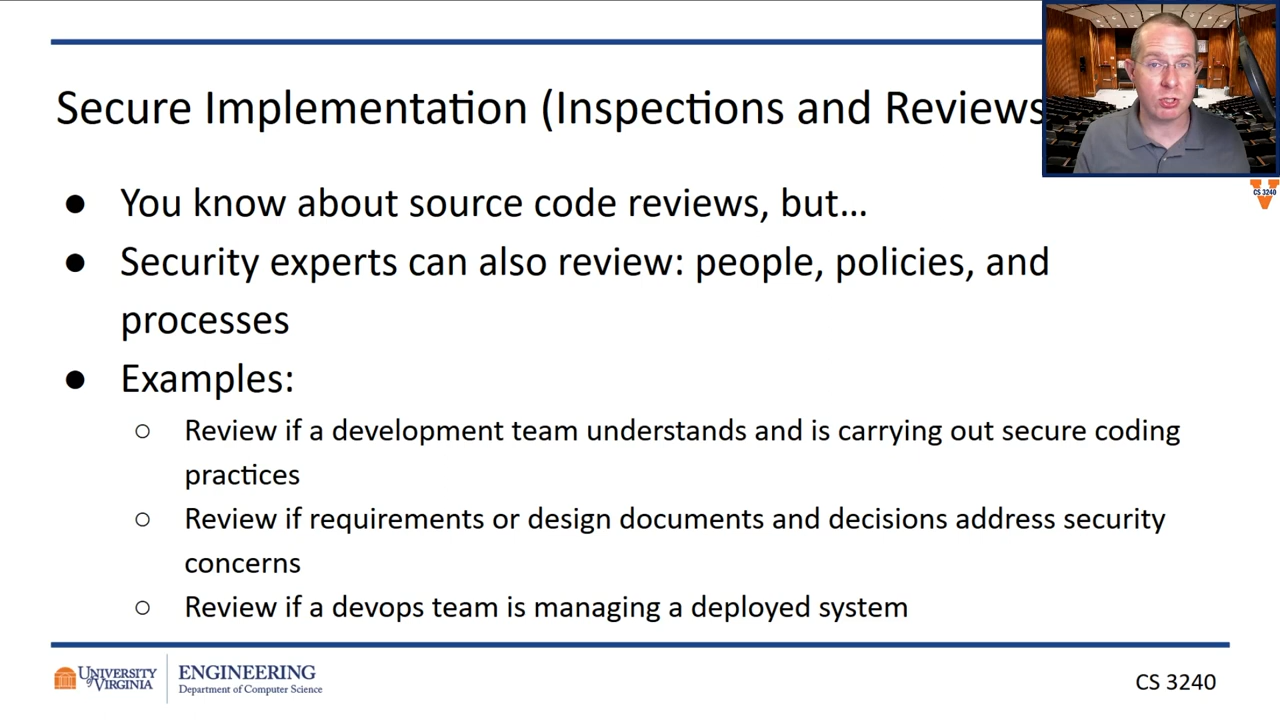 Secure Implementation (Inspections and Reviews
CS 3240
● You know about source code reviews, but…
● Security experts can also review: people, policies, and
processes
● Examples:
○ Review if a development team understands and is carrying out secure coding
practices
○ Review if requirements or design documents and decisions address security
concerns
○ Review if a devops team is managing a deployed system
UNIVERSITY
of VIRGINIA
ENGINEERING
Department of Computer Science
CS 3240